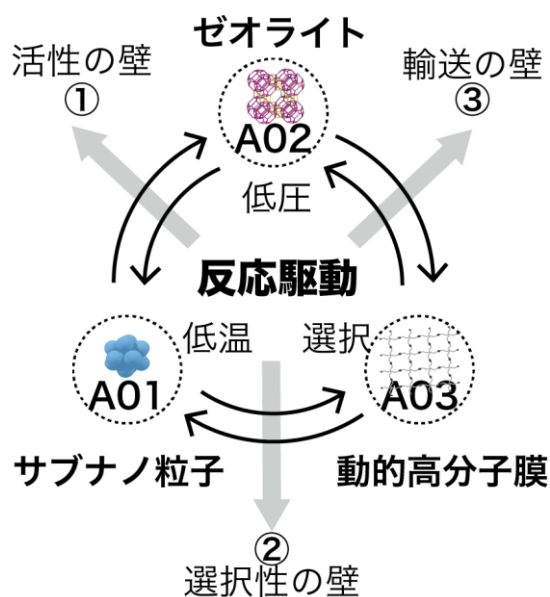 ゼオライト
活性の壁
①
輸送の壁
③
A02
低圧
反応駆動
低温
選択
A01
A03
サブナノ粒子
動的高分子膜
②
選択性の壁